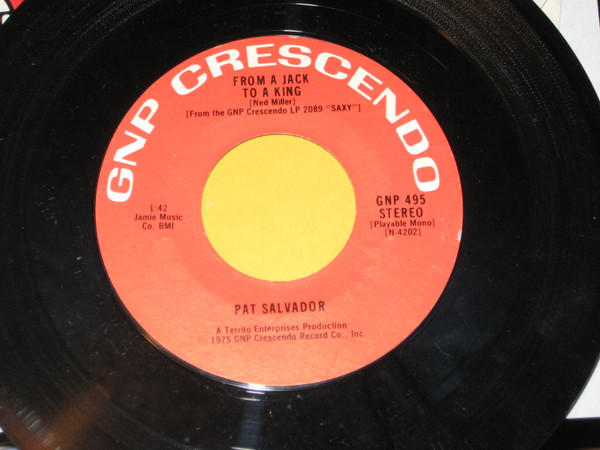 GNP CRESCENDO
FROM A JACK
TO A KING
[Ned Miller]
[From the GNP Crescendo LP 2089 "SAXY"]
1:42
Jamie Music
Co. BMI
GNP 495
STEREO
[Playable Mono]
[N-4202]
PAT SALVADOR
A Territo Enterprises Production
© 1975 GNP Crescendo Record Co., Inc.